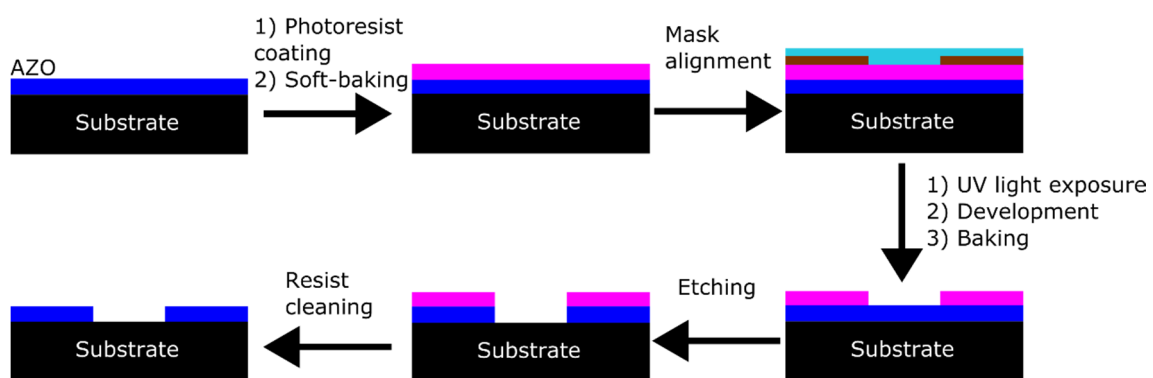 AZO
Substrate
1) Photoresist
coating
2) Soft-baking
Substrate
Mask
alignment
Substrate
1) UV light exposure
2) Development
3) Baking
Substrate
Etching
Substrate
Resist
cleaning
Substrate